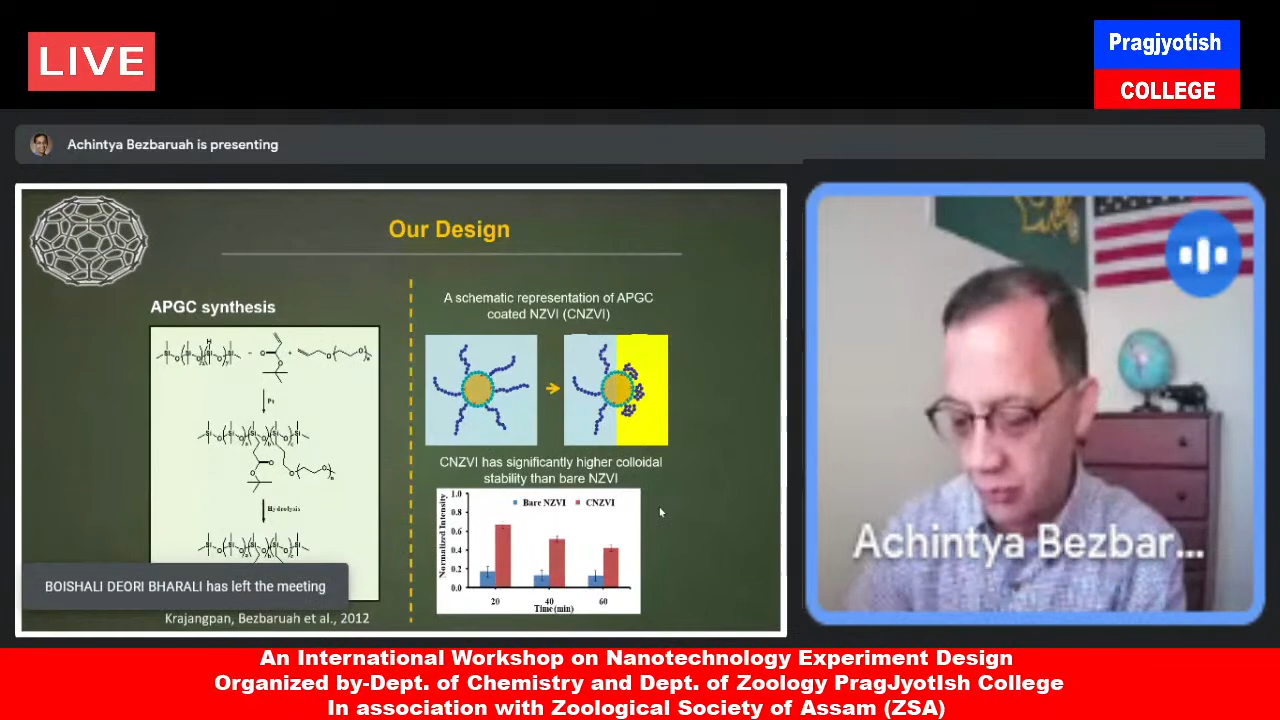 LIVE
Pragjyotish
COLLEGE
Achintya Bezbaruah is presenting
Our Design
APGC synthesis
A schematic representation of APGC
coated NZVI (CNZVI)
Pt
Hydrolysis
CNZVI has significantly higher colloidal
stability than bare NZVI
Normalized Intensity
1.0
0.8
0.6
0.4
0.2
0.0
Bare NZVI
CNZVI
20
40
60
Time (min)
BOISHALI DEORI BHARALI has left the meeting
Krajangpan, Bezbaruah et al., 2012
Achintya Bezbar...
An International Workshop on Nanotechnology Experiment Design
Organized by-Dept. of Chemistry and Dept. of Zoology PragJyotIsh College
In association with Zoological Society of Assam (ZSA)